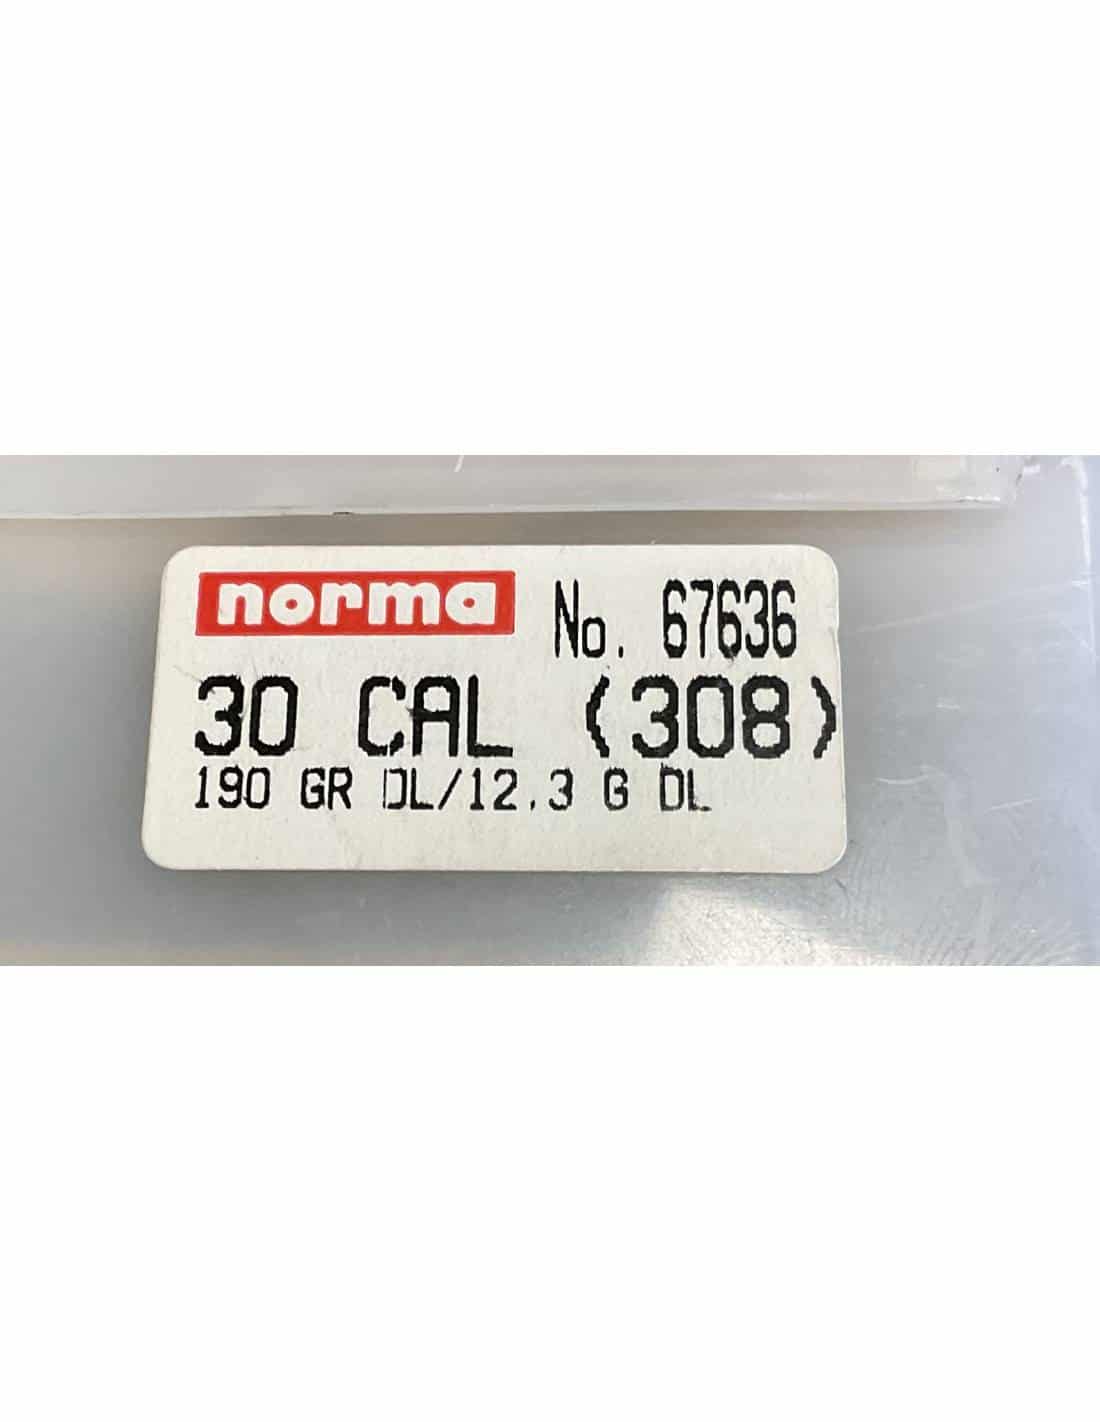 norma No. 67636
30 CAL (308)
190 GR DL/12.3 G DL